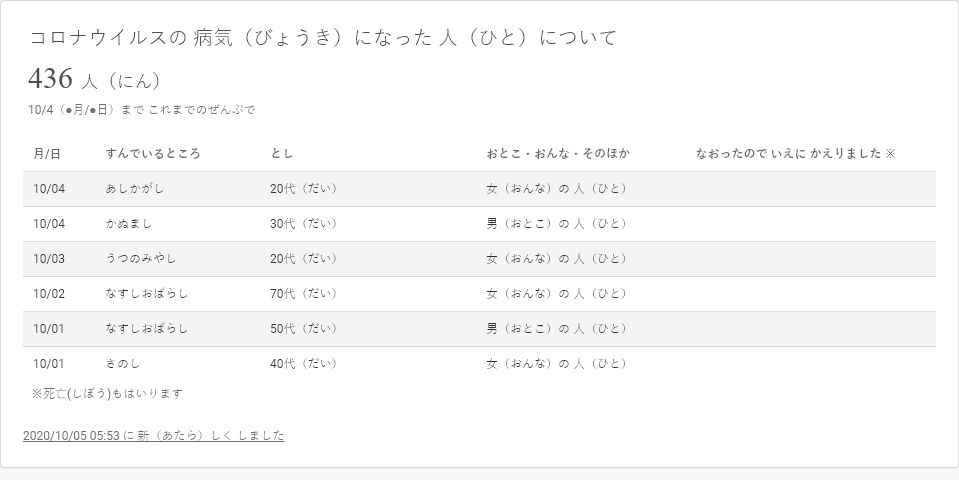 コロナウイルスの 病気（びょうき）になった 人（ひと）について
436 人（にん）
10/4（●月/●日）まで これまでのぜんぶで
月/日 すんでいるところ とし おとこ・おんな・そのほか なおったので いえに かえりました ※
10/04 あしかがし 20代（だい） 女（おんな）の 人（ひと）
10/04 かぬまし 30代（だい） 男（おとこ）の 人（ひと）
10/03 うつのみやし 20代（だい） 女（おんな）の 人（ひと）
10/02 なすしおばらし 70代（だい） 女（おんな）の 人（ひと）
10/01 なすしおばらし 50代（だい） 男（おとこ）の 人（ひと）
10/01 さのし 40代（だい） 女（おんな）の 人（ひと）
※死亡(しぼう)もはいります
2020/10/05 05:53 に 新（あたら）しく しました